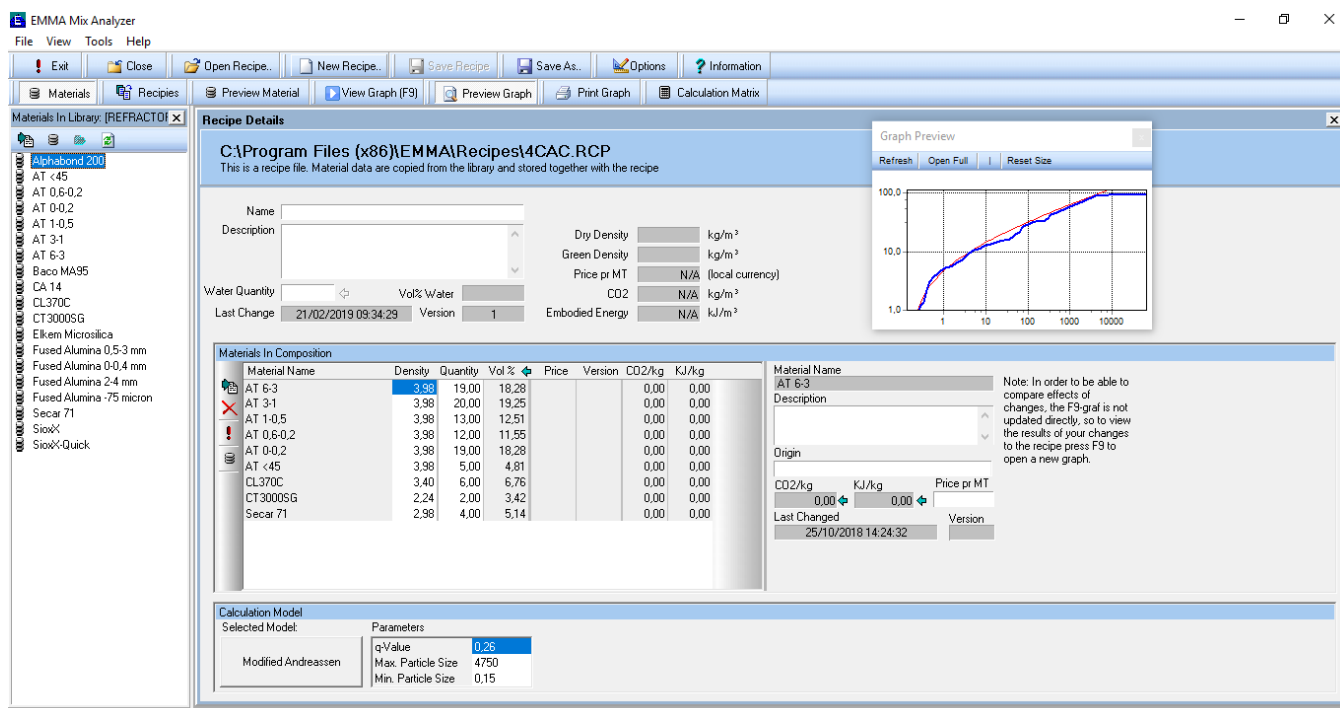 EMMA Mix Analyzer
File View Tools Help
Exit Close Open Recipe.. New Recipe.. Save Recipe Save As.. Options Information
Materials Recipies Preview Material View Graph (F9) Preview Graph Print Graph Calculation Matrix
Materials In Library: [REFRACTOF
Alphabond 200
AT <45
AT 0,6-0,2
AT 0-0,2
AT 1-0,5
AT 3-1
AT 6-3
Baco MA95
CA 14
CL370C
CT3000SG
Elkem Microsilica
Fused Alumina 0,5-3 mm
Fused Alumina 0-0,4 mm
Fused Alumina 2-4 mm
Fused Alumina -75 micron
Secar 71
SioxX
SioxX-Quick
Recipe Details
C:\Program Files (x86)\EMMA\Recipes\4CAC.RCP
This is a recipe file. Material data are copied from the library and stored together with the recipe
Name
Description
Water Quantity Vol% Water
Last Change 21/02/2019 09:34:29 Version 1
Dry Density kg/m³
Green Density kg/m³
Price pr MT N/A (local currency)
CO2 N/A kg/m³
Embodied Energy N/A kJ/m³
Graph Preview
Refresh Open Full | Reset Size
100,0
10,0
1,0
1 10 100 1000 10000
Materials In Composition
Material Name Density Quantity Vol % Price Version CO2/kg KJ/kg
AT 6-3 3,98 19,00 18,28 0,00 0,00
AT 3-1 3,98 20,00 19,25 0,00 0,00
AT 1-0,5 3,98 13,00 12,51 0,00 0,00
AT 0,6-0,2 3,98 12,00 11,55 0,00 0,00
AT 0-0,2 3,98 19,00 18,28 0,00 0,00
AT <45 3,98 5,00 4,81 0,00 0,00
CL370C 3,40 6,00 6,76 0,00 0,00
CT3000SG 2,24 2,00 3,42 0,00 0,00
Secar 71 2,98 4,00 5,14 0,00 0,00
Material Name
AT 6-3
Description
Origin
CO2/kg KJ/kg Price pr MT
0,00 0,00
Last Changed Version
25/10/2018 14:24:32
Note: In order to be able to
compare effects of
changes, the F9-graf is not
updated directly, so to view
the results of your changes
to the recipe press F9 to
open a new graph.
Calculation Model
Selected Model: Parameters
Modified Andreassen
q-Value 0,26
Max. Particle Size 4750
Min. Particle Size 0,15